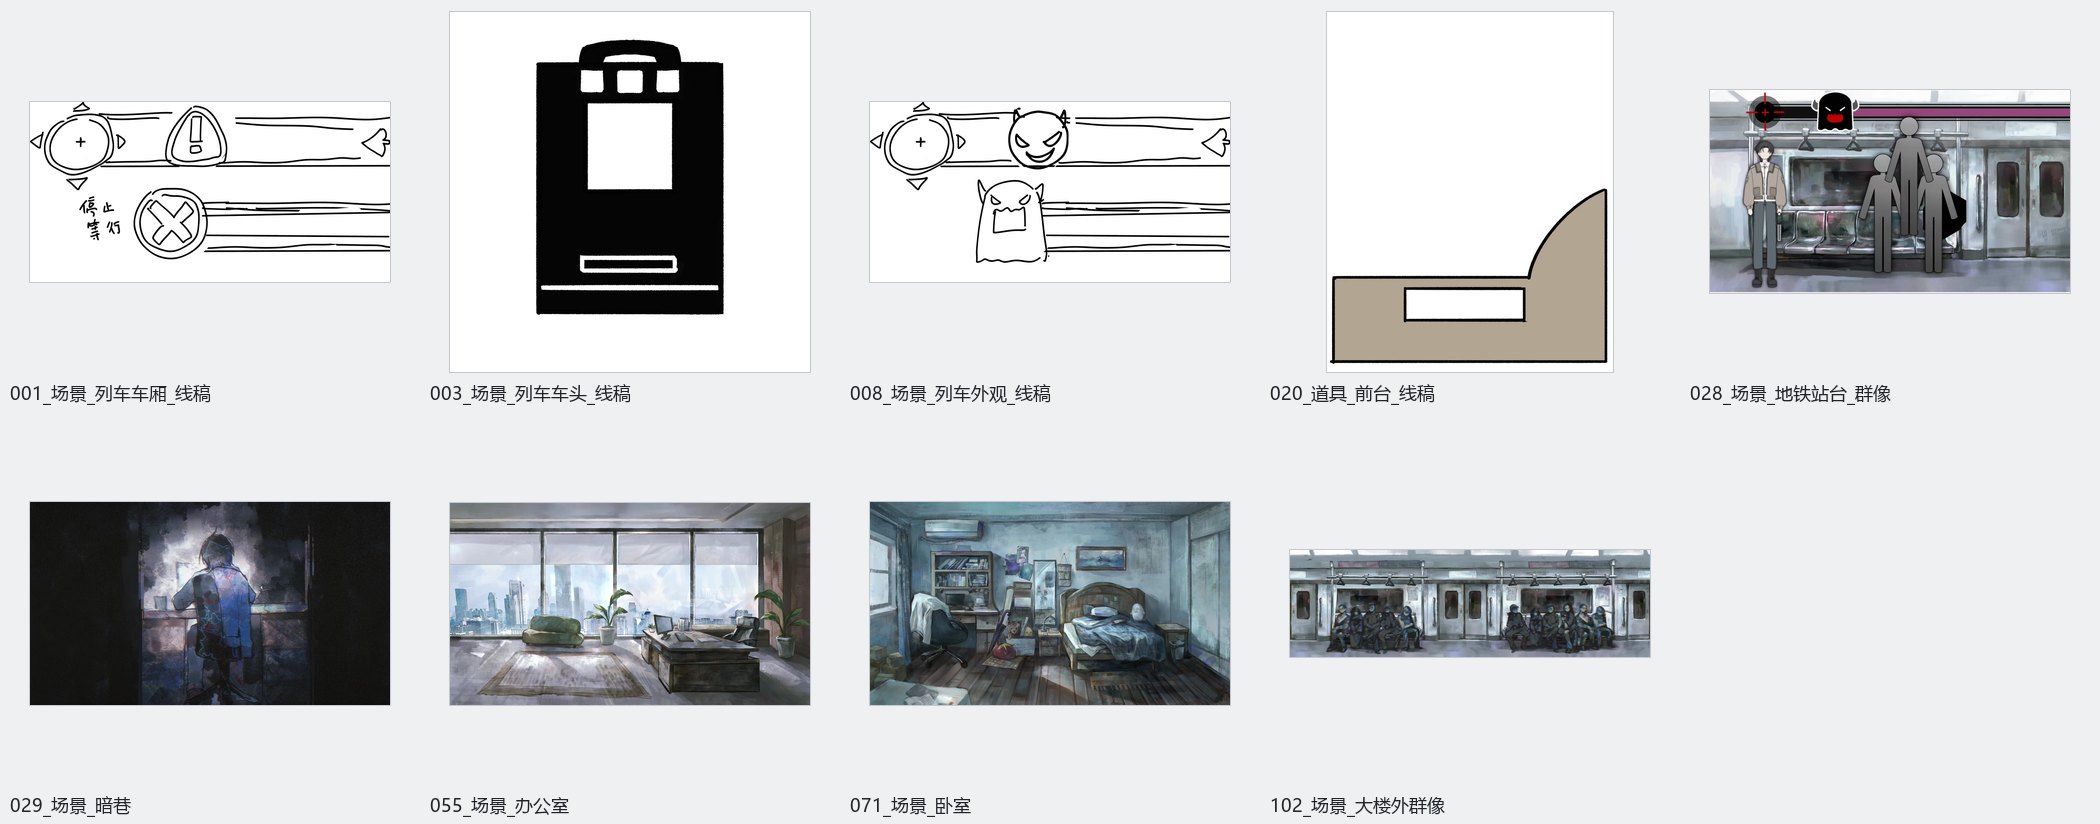 停止
等行
001_场景_列车车厢_线稿
003_场景_列车车头_线稿
008_场景_列车外观_线稿
020_道具_前台_线稿
028_场景_地铁站台_群像
029_场景_暗巷
055_场景_办公室
071_场景_卧室
102_场景_大楼外群像